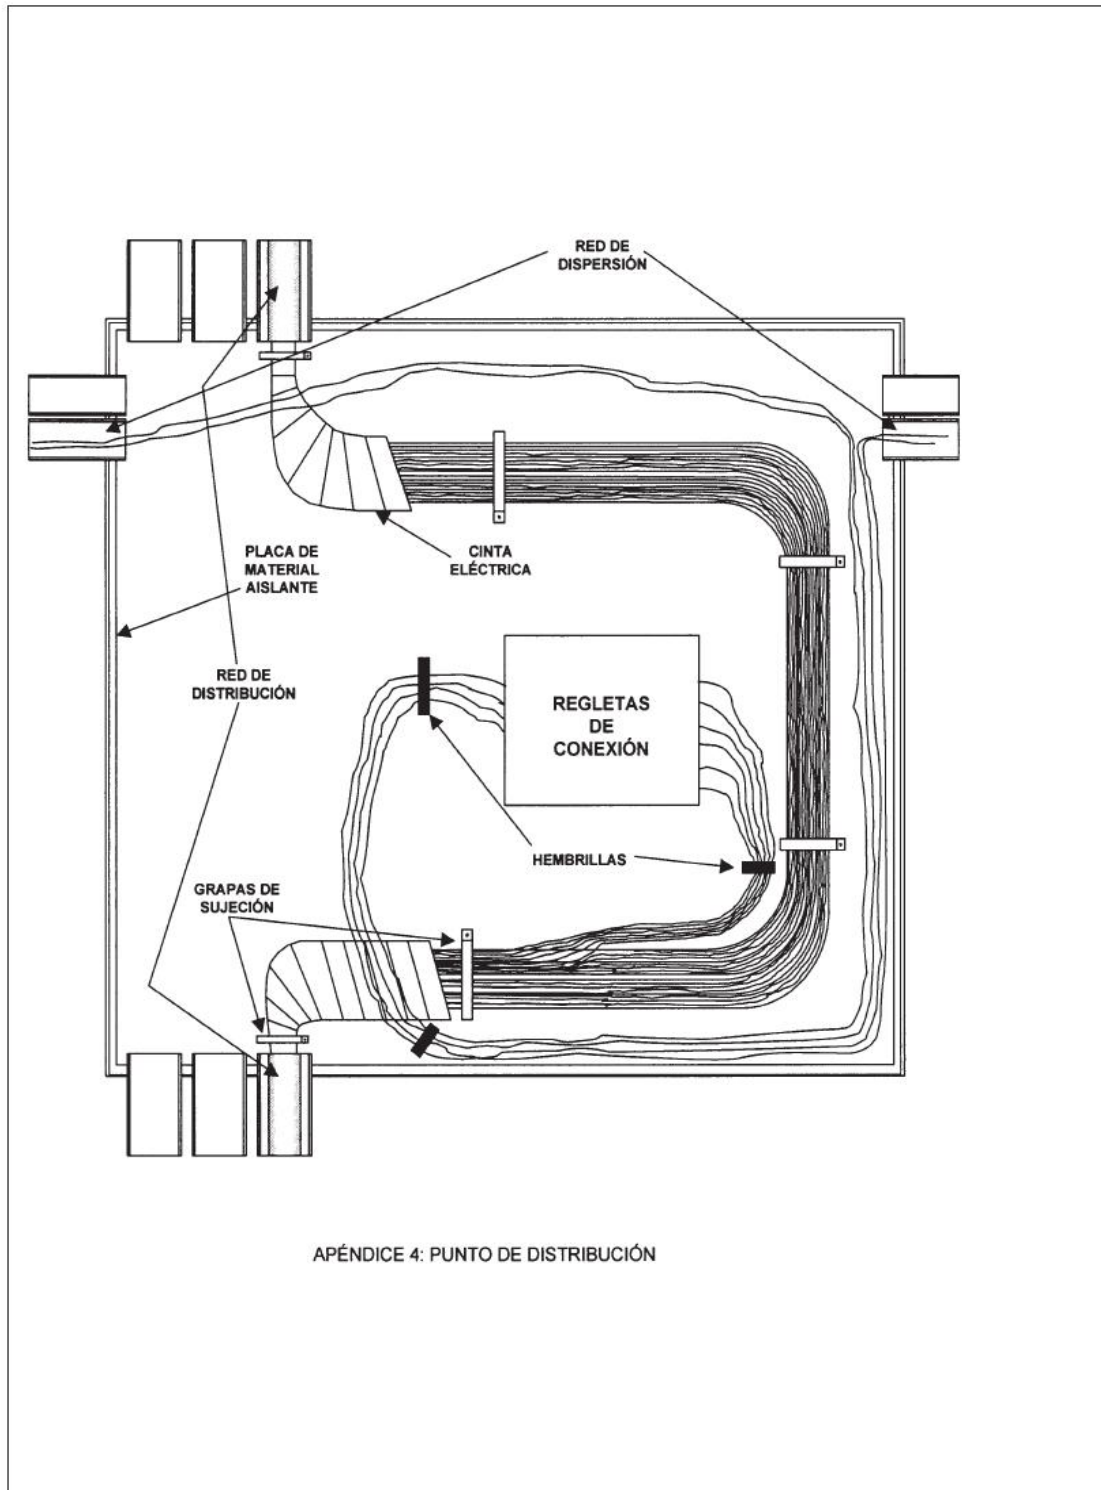 RED DE
DISPERSIÓN
CINTA
ELÉCTRICA
PLACA DE
MATERIAL
AISLANTE
RED DE
DISTRIBUCIÓN
REGLETAS
DE
CONEXIÓN
HEMBRILLAS
GRAPAS DE
SUJECIÓN
APÉNDICE 4: PUNTO DE DISTRIBUCIÓN